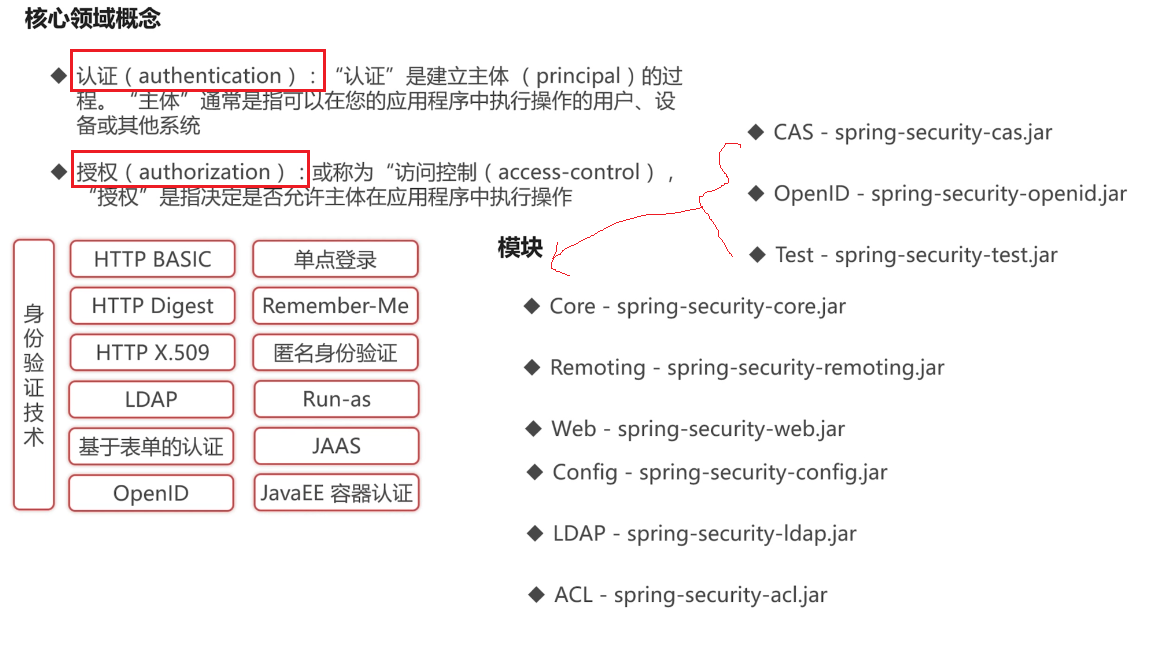 核心领域概念
◆ 认证（authentication）：“认证”是建立主体 （principal）的过
程。“主体”通常是指可以在您的应用程序中执行操作的用户、设
备或其他系统
◆ 授权（authorization）：或称为“访问控制（access-control），
“授权”是指决定是否允许主体在应用程序中执行操作
身份验证技术
HTTP BASIC
单点登录
HTTP Digest
Remember-Me
HTTP X.509
匿名身份验证
LDAP
Run-as
基于表单的认证
JAAS
OpenID
JavaEE 容器认证
◆ CAS - spring-security-cas.jar
◆ OpenID - spring-security-openid.jar
◆ Test - spring-security-test.jar
模块
◆ Core - spring-security-core.jar
◆ Remoting - spring-security-remoting.jar
◆ Web - spring-security-web.jar
◆ Config - spring-security-config.jar
◆ LDAP - spring-security-ldap.jar
◆ ACL - spring-security-acl.jar